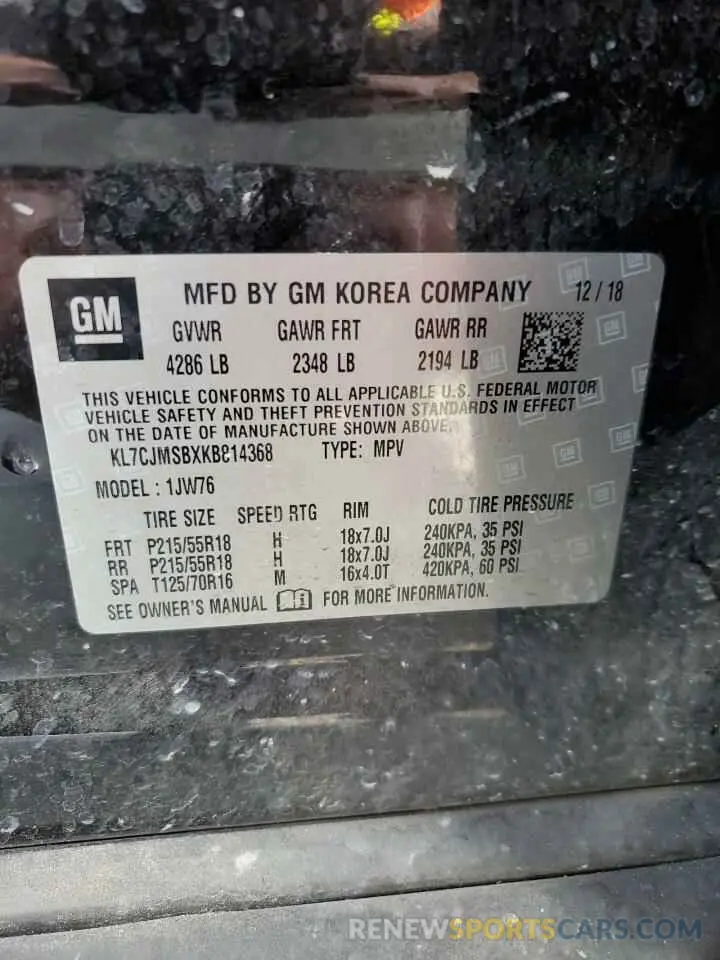 GM
MFD BY GM KOREA COMPANY 12/18
GVWR GAWR FRT GAWR RR
4286 LB 2348 LB 2194 LB
THIS VEHICLE CONFORMS TO ALL APPLICABLE U.S. FEDERAL MOTOR
VEHICLE SAFETY AND THEFT PREVENTION STANDARDS IN EFFECT
ON THE DATE OF MANUFACTURE SHOWN ABOVE.
KL7CJMSBXKB814368 TYPE: MPV
MODEL : 1JW76
TIRE SIZE SPEED RTG RIM COLD TIRE PRESSURE
FRT P215/55R18 H 18x7.0J 240KPA, 35 PSI
RR P215/55R18 H 18x7.0J 240KPA, 35 PSI
SPA T125/70R16 M 16x4.0T 420KPA, 60 PSI
SEE OWNER'S MANUAL FOR MORE INFORMATION.
RENEWSPORTSCARS.COM